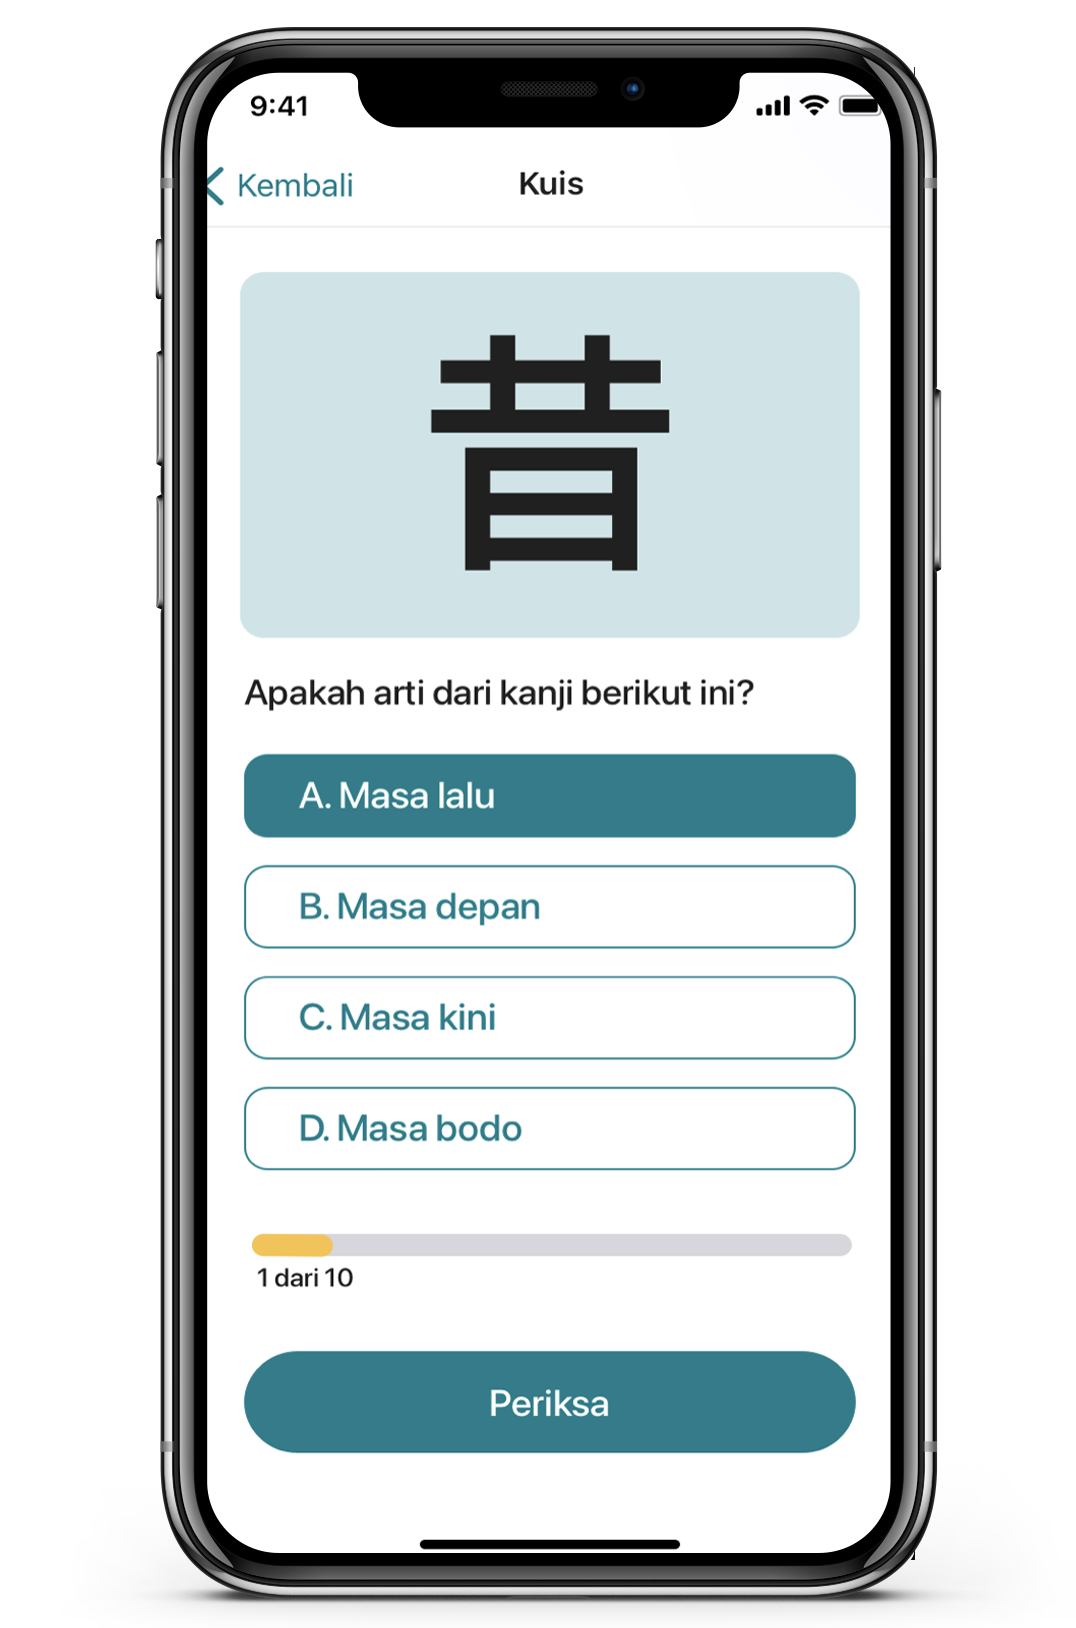 9:41
Kembali
Kuis
昔
Apakah arti dari kanji berikut ini?
A. Masa lalu
B. Masa depan
C. Masa kini
D. Masa bodo
1 dari 10
Periksa